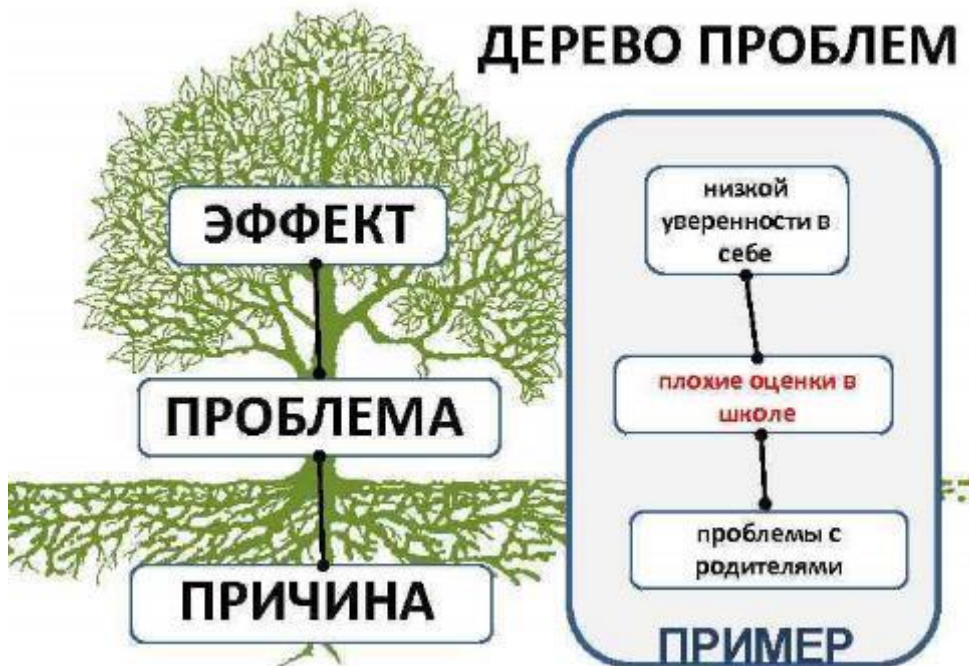 ДЕРЕВО ПРОБЛЕМ
ЭФФЕКТ
ПРОБЛЕМА
ПРИЧИНА
низкой
уверенности в
себе
плохие оценки в
школе
проблемы с
родителями
ПРИМЕР